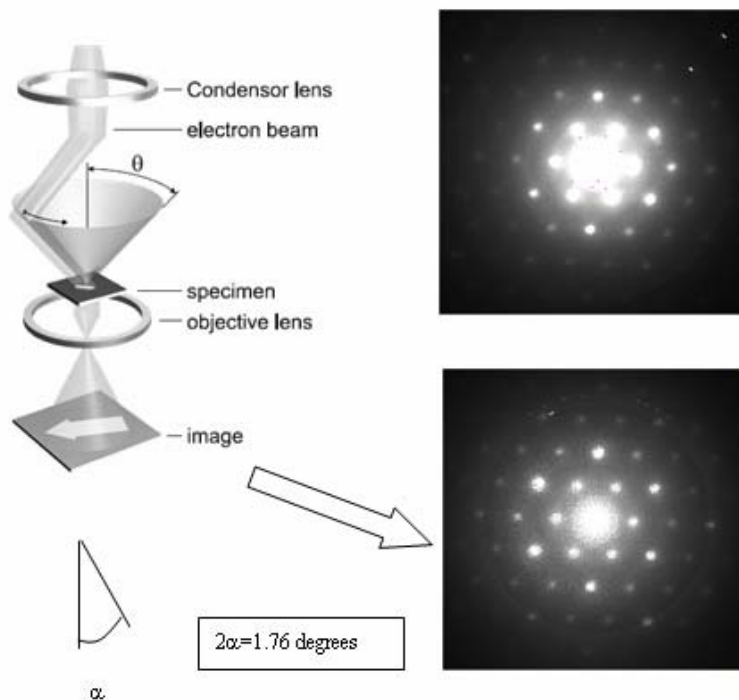 Condensor lens
electron beam
θ
specimen
objective lens
image
2α=1.76 degrees
α